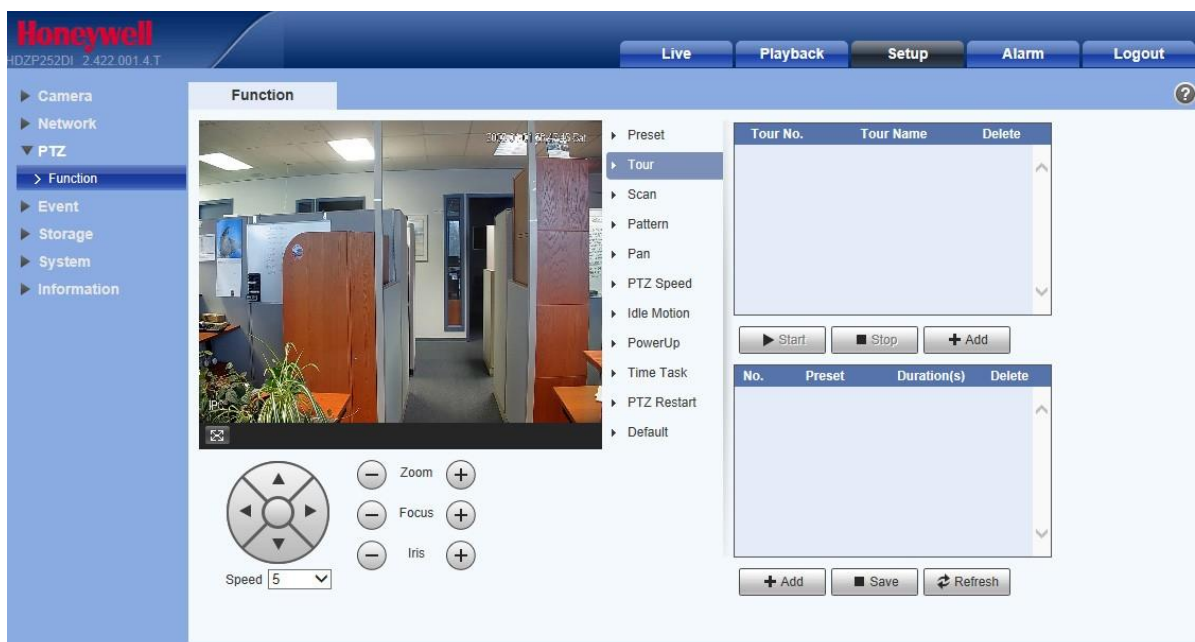 Honeywell
HDZP252DI 2.422.001.4.T
Live
Playback
Setup
Alarm
Logout
Camera
Network
PTZ
Function
Event
Storage
System
Information
Function
?
IPC
Preset
Tour
Scan
Pattern
Pan
PTZ Speed
Idle Motion
PowerUp
Time Task
PTZ Restart
Default
Tour No. Tour Name Delete
Start
Stop
Add
No. Preset Duration(s) Delete
Add
Save
Refresh
Zoom
Focus
Iris
Speed 5